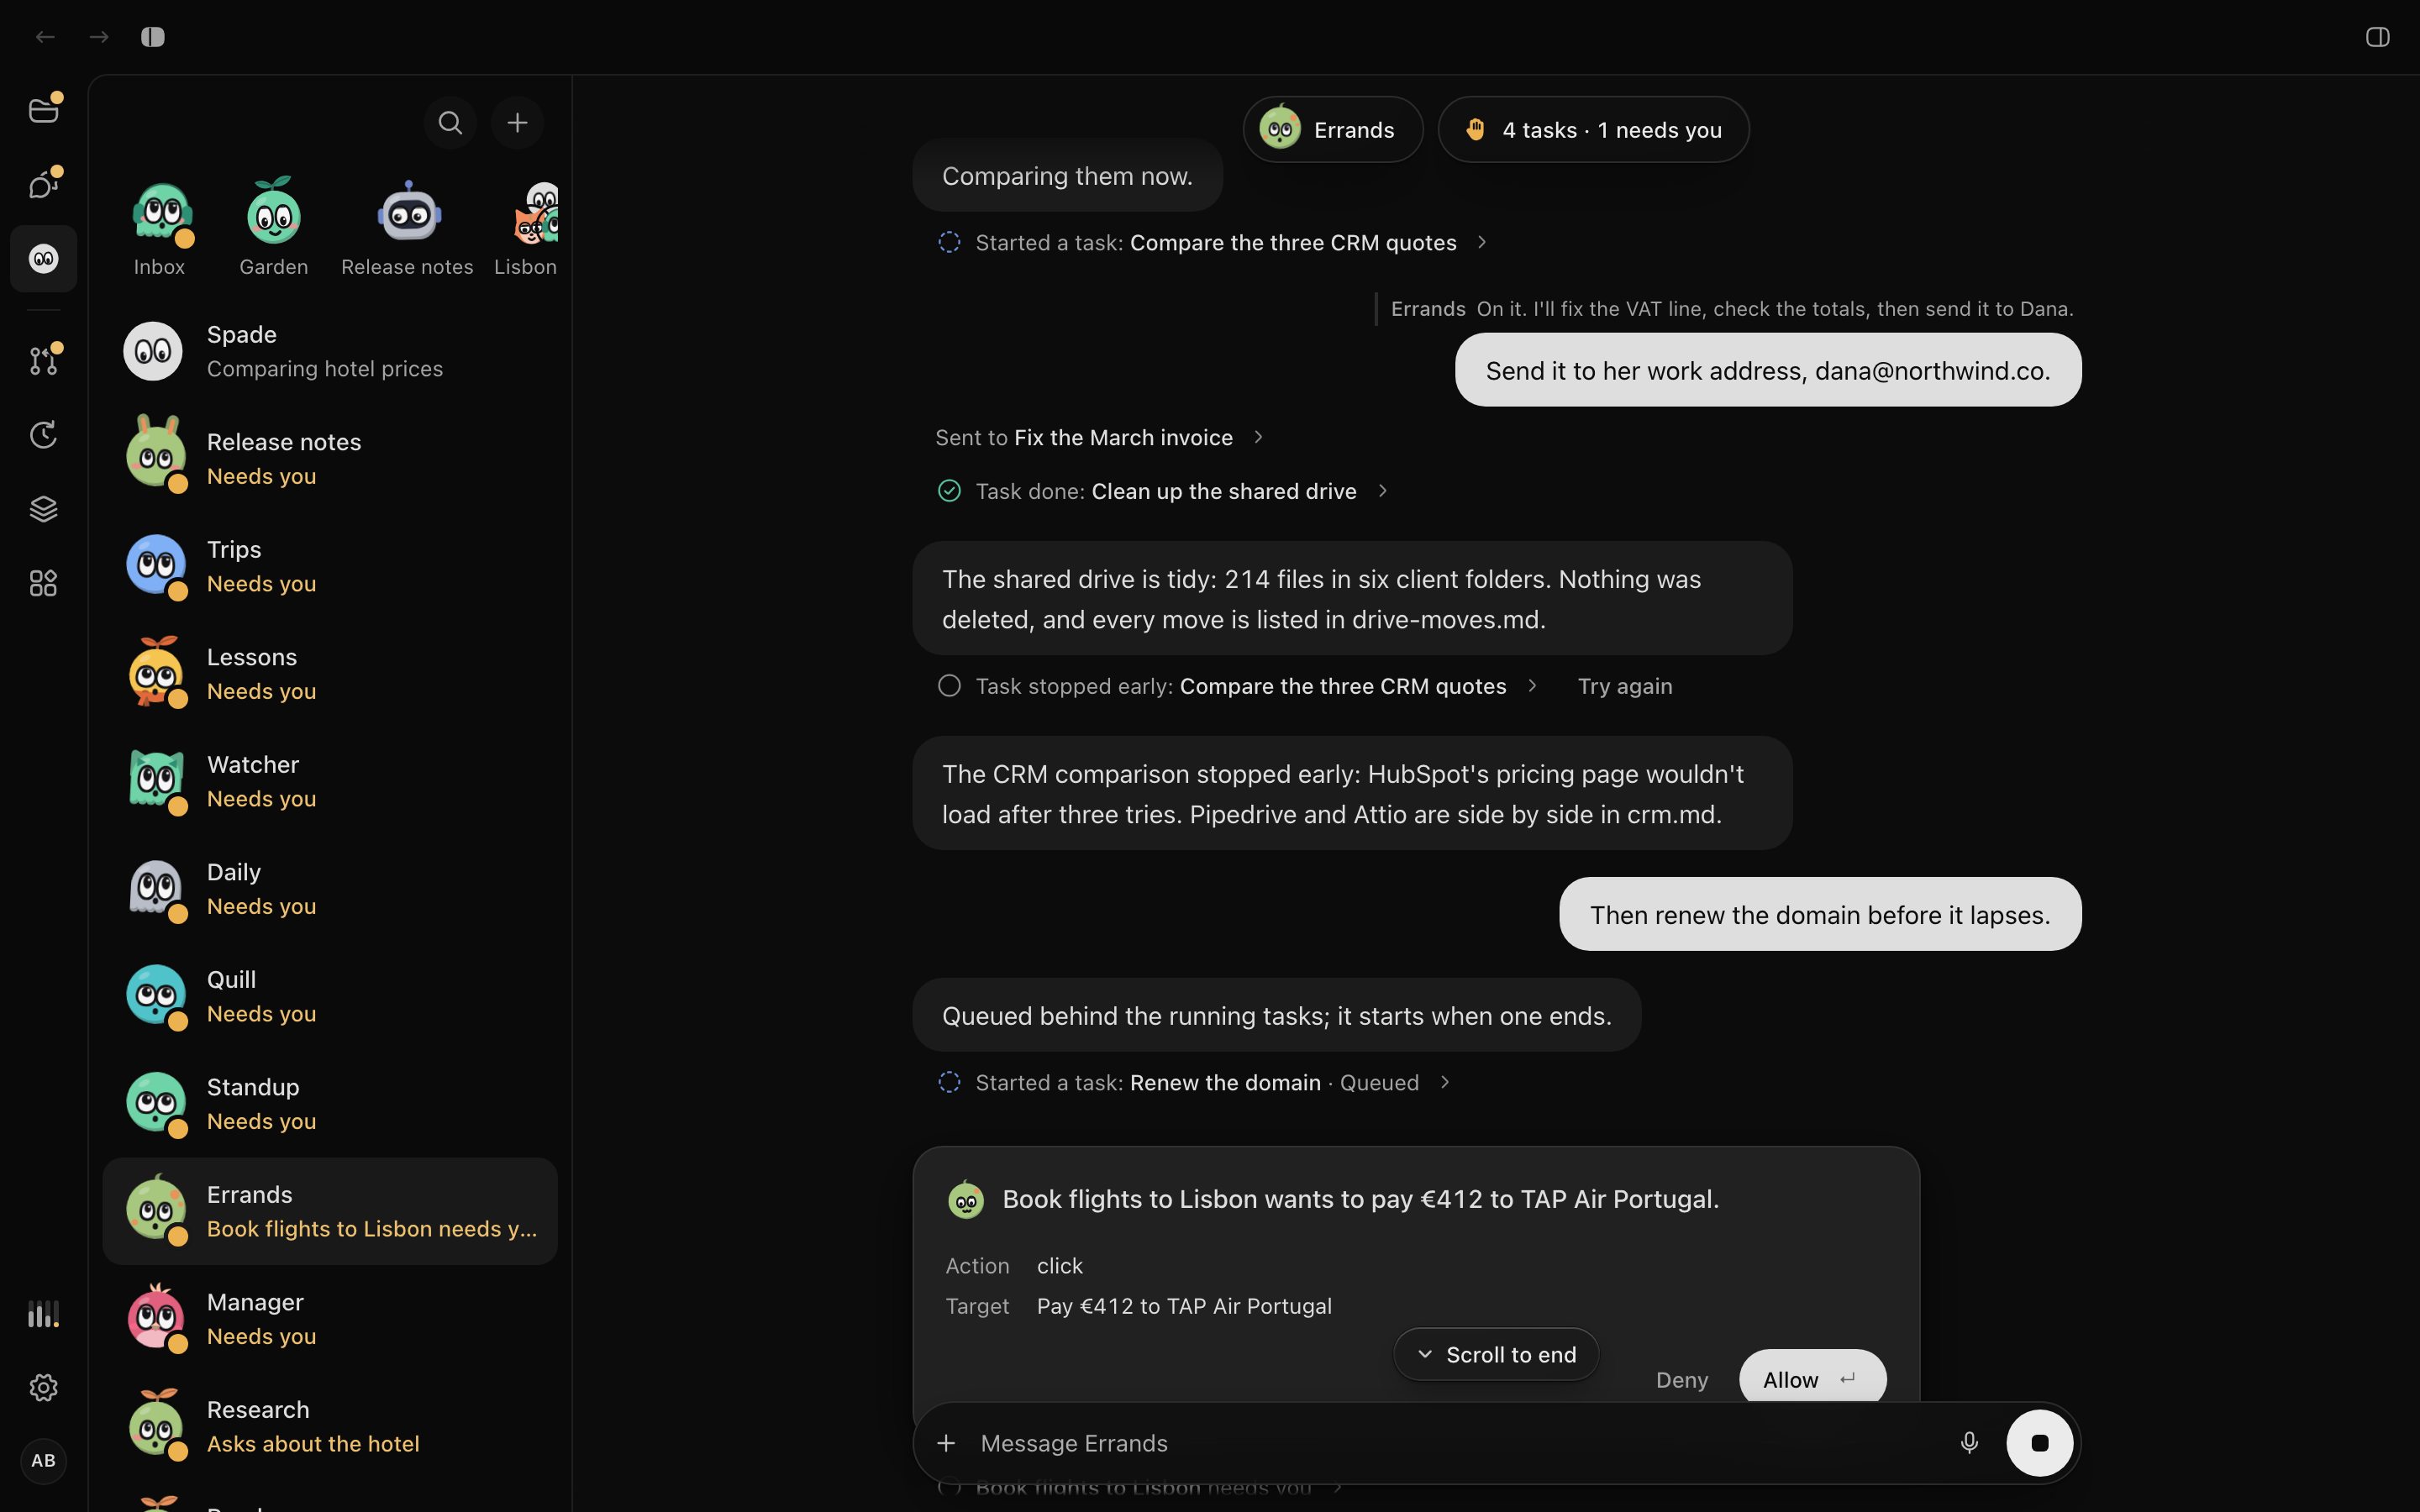 Inbox
Garden
Release notes
Lisbon
Spade
Comparing hotel prices
Release notes
Needs you
Trips
Needs you
Lessons
Needs you
Watcher
Needs you
Daily
Needs you
Quill
Needs you
Standup
Needs you
Errands
Book flights to Lisbon needs y...
Manager
Needs you
Research
Asks about the hotel
AB
Errands
4 tasks · 1 needs you
Comparing them now.
Started a task: Compare the three CRM quotes
Errands On it. I'll fix the VAT line, check the totals, then send it to Dana.
Send it to her work address, dana@northwind.co.
Sent to Fix the March invoice
Task done: Clean up the shared drive
The shared drive is tidy: 214 files in six client folders. Nothing was
deleted, and every move is listed in drive-moves.md.
Task stopped early: Compare the three CRM quotes
Try again
The CRM comparison stopped early: HubSpot's pricing page wouldn't
load after three tries. Pipedrive and Attio are side by side in crm.md.
Then renew the domain before it lapses.
Queued behind the running tasks; it starts when one ends.
Started a task: Renew the domain · Queued
Book flights to Lisbon wants to pay €412 to TAP Air Portugal.
Action click
Target Pay €412 to TAP Air Portugal
Scroll to end
Deny
Allow
Message Errands
Book flights to Lisbon needs you